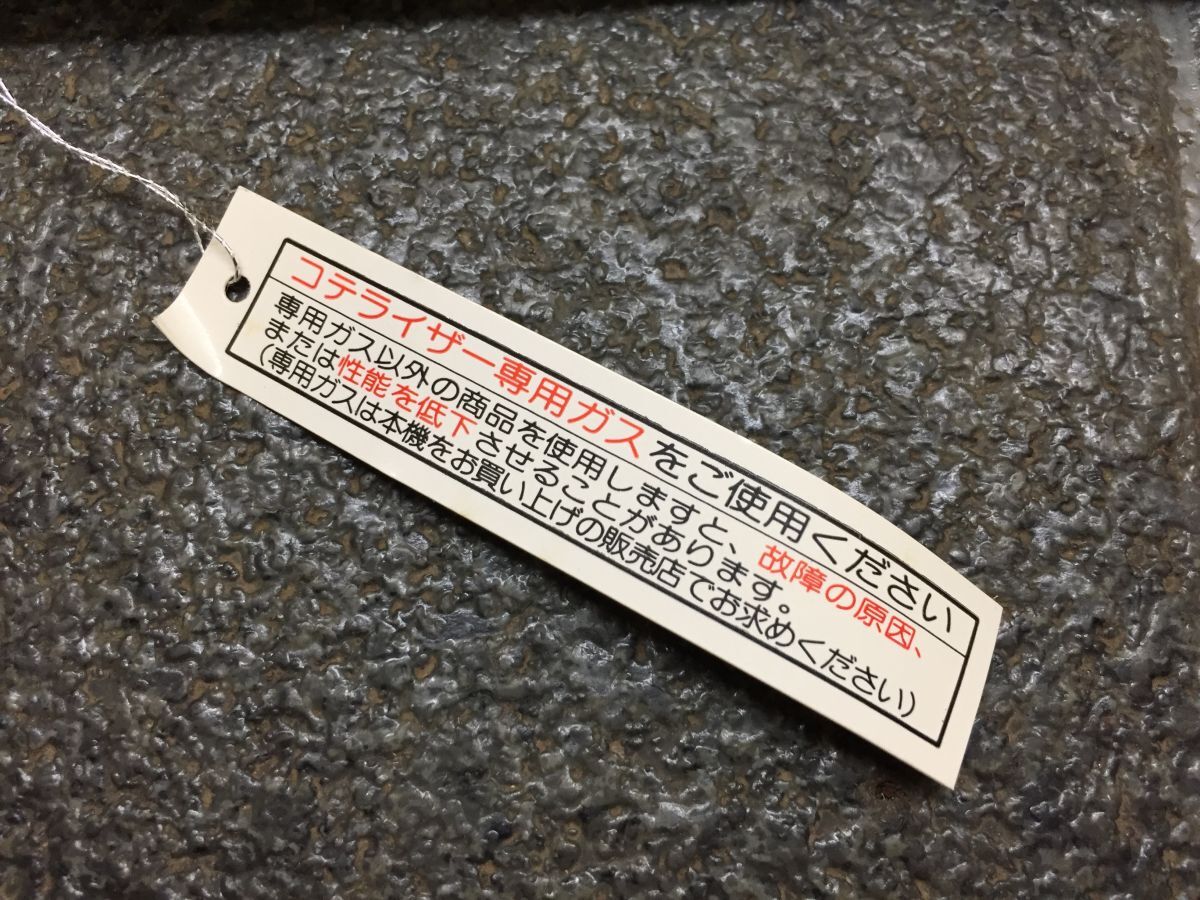 コテライザー専用ガスをご使用ください
専用ガス以外の商品を使用しますと、故障の原因、
または性能を低下させることがあります。
（専用ガスは本機をお買い上げの販売店でお求めください）